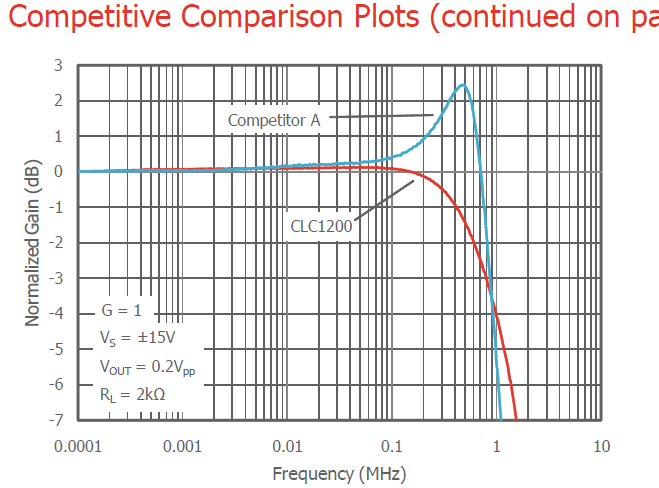 Competitive Comparison Plots (continued on pa
3
2
1
0
-1
-2
-3
-4
-5
-6
-7
Normalized Gain (dB)
Competitor A
CLC1200
G = 1
VS = ±15V
VOUT = 0.2Vpp
RL = 2kΩ
0.0001 0.001 0.01 0.1 1 10
Frequency (MHz)